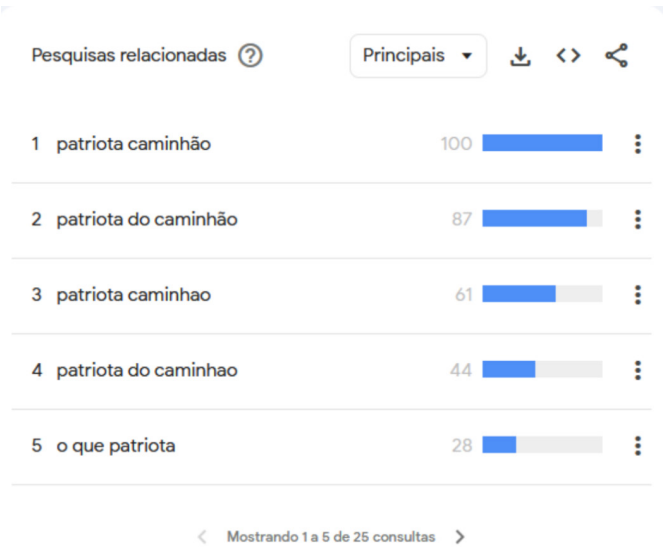 Pesquisas relacionadas ?
Principais
1 patriota caminhão 100
2 patriota do caminhão 87
3 patriota caminhao 61
4 patriota do caminhao 44
5 o que patriota 28
Mostrando 1 a 5 de 25 consultas